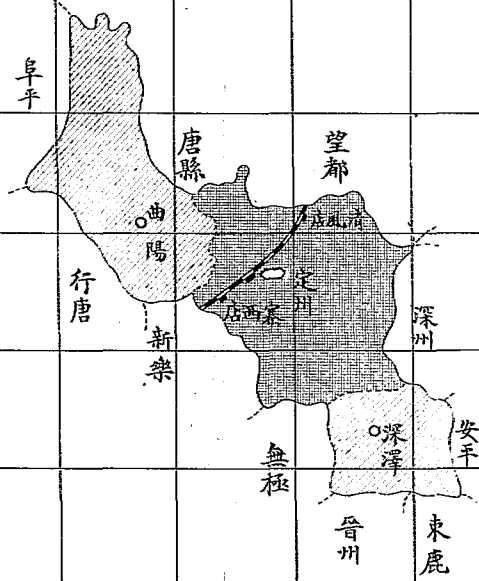 阜平
唐縣
望都
曲陽
清風店
定州
寨西店
行唐
新樂
深州
無極
深澤
安平
晉州
束鹿